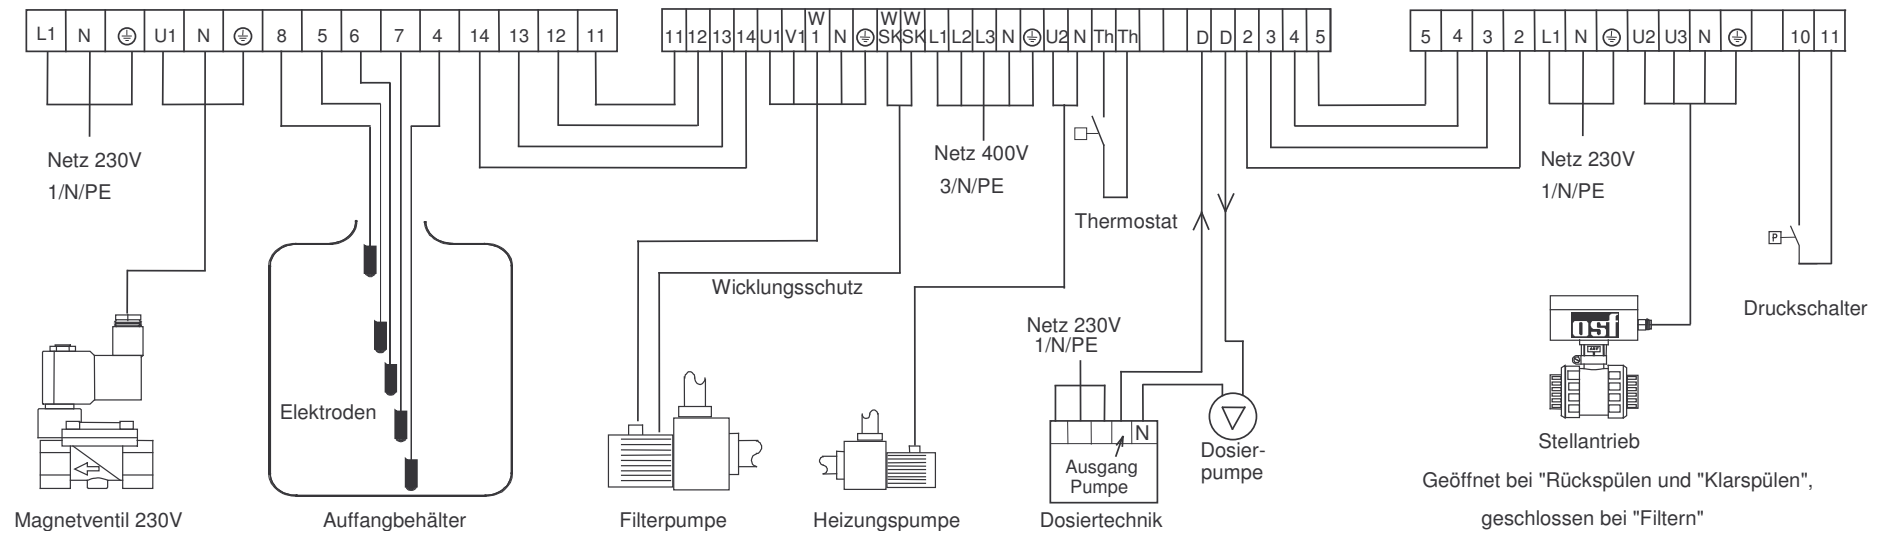 L1 N U1 N 8 5 6 7 4 14 13 12 11
11 12 13 14 U1 V1 W1 N W SK W SK L1 L2 L3 N U2 N Th Th D D 2 3 4 5
5 4 3 2 L1 N U2 U3 N 10 11
Netz 230V
1/N/PE
Netz 400V
3/N/PE
Thermostat
Netz 230V
1/N/PE
P
Wicklungsschutz
Druckschalter
Netz 230V
1/N/PE
osf
Elektroden
N
Ausgang
Pumpe
Dosier-
pumpe
Stellantrieb
Geöffnet bei "Rückspülen und "Klarspülen",
geschlossen bei "Filtern"
Magnetventil 230V
Auffangbehälter
Filterpumpe
Heizungspumpe
Dosiertechnik